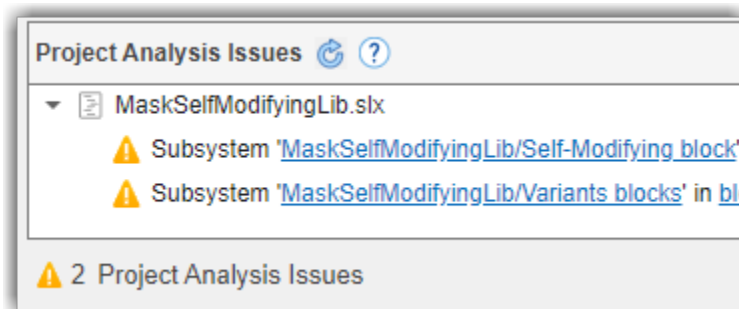 Project Analysis Issues ?
MaskSelfModifyingLib.slx
Subsystem 'MaskSelfModifyingLib/Self-Modifying block'
Subsystem 'MaskSelfModifyingLib/Variants blocks' in
2 Project Analysis Issues